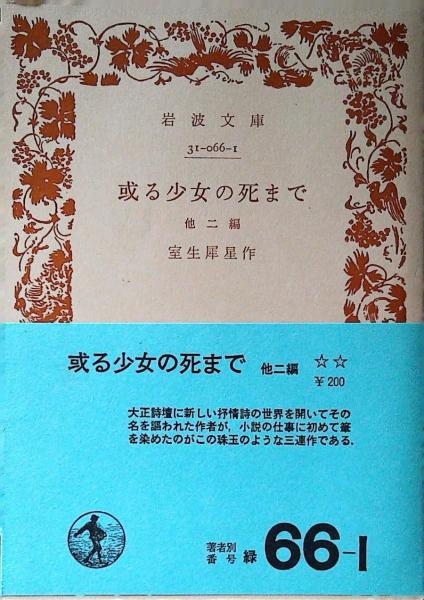 岩波文庫
31-066-1
或る少女の死まで
他二編
室生犀星作
或る少女の死まで 他二編 ☆☆
¥200
大正詩壇に新しい抒情詩の世界を開いてその
名を謳われた作者が，小説の仕事に初めて筆
を染めたのがこの珠玉のような三連作である．
著者別
番号 緑 66-1